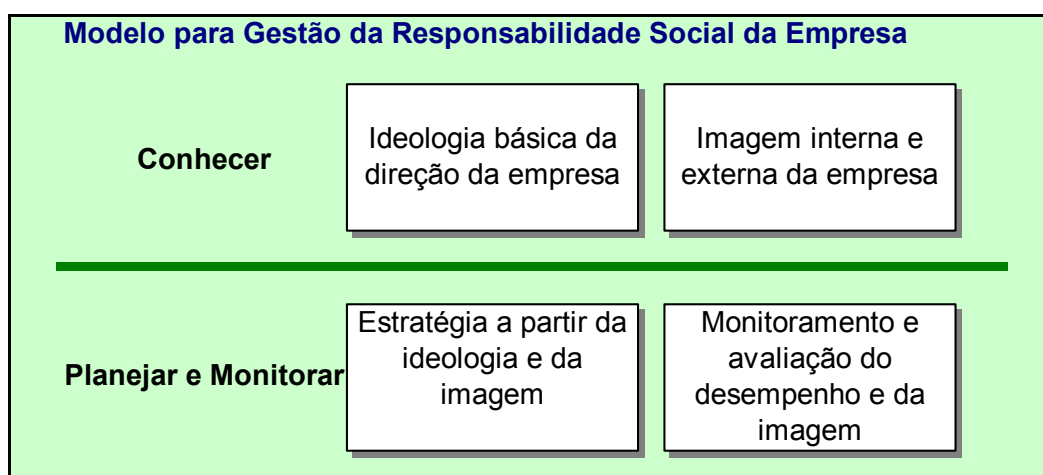 Modelo para Gestão da Responsabilidade Social da Empresa
Conhecer
Ideologia básica da
direção da empresa
Imagem interna e
externa da empresa
Planejar e Monitorar
Estratégia a partir da
ideologia e da
imagem
Monitoramento e
avaliação do
desempenho e da
imagem